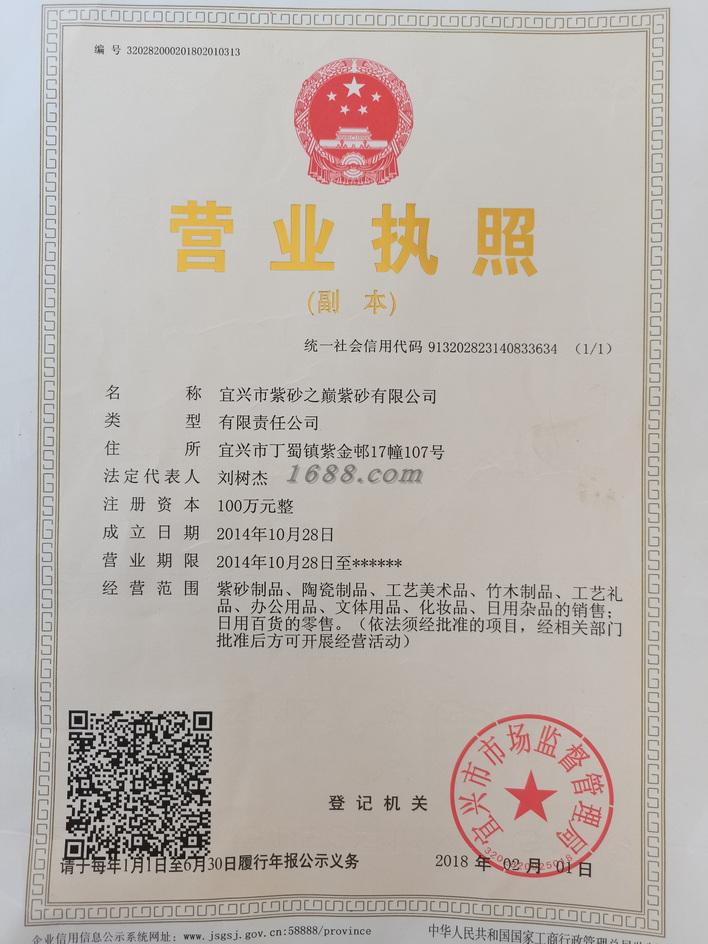 编 号 320282000201802010313
营业执照
(副 本)
统一社会信用代码 913202823140833634 （1/1）
名 称 宜兴市紫砂之巅紫砂有限公司
类 型 有限责任公司
住 所 宜兴市丁蜀镇紫金邨17幢107号
法定代表人 刘树杰
1688.com
注 册 资 本 100万元整
成 立 日 期 2014年10月28日
营 业 期 限 2014年10月28日至******
经 营 范 围 紫砂制品、陶瓷制品、工艺美术品、竹木制品、工艺礼
品、办公用品、文体用品、化妆品、日用杂品的销售；
日用百货的零售。（依法须经批准的项目，经相关部门
批准后方可开展经营活动）
宜兴市市场监督管理局
登 记 机 关
请于每年1月1日至6月30日履行年报公示义务
2018 年 02 月 01 日
企业信用信息公示系统网址：www.jsgsj.gov.cn:58888/province
中华人民共和国国家工商行政管理总局